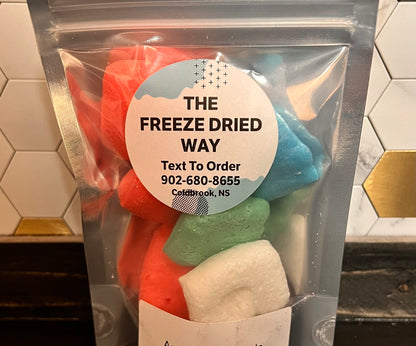 THE
FREEZE DRIED
WAY
Text To Order
902-680-8655
Coldbrook, NS